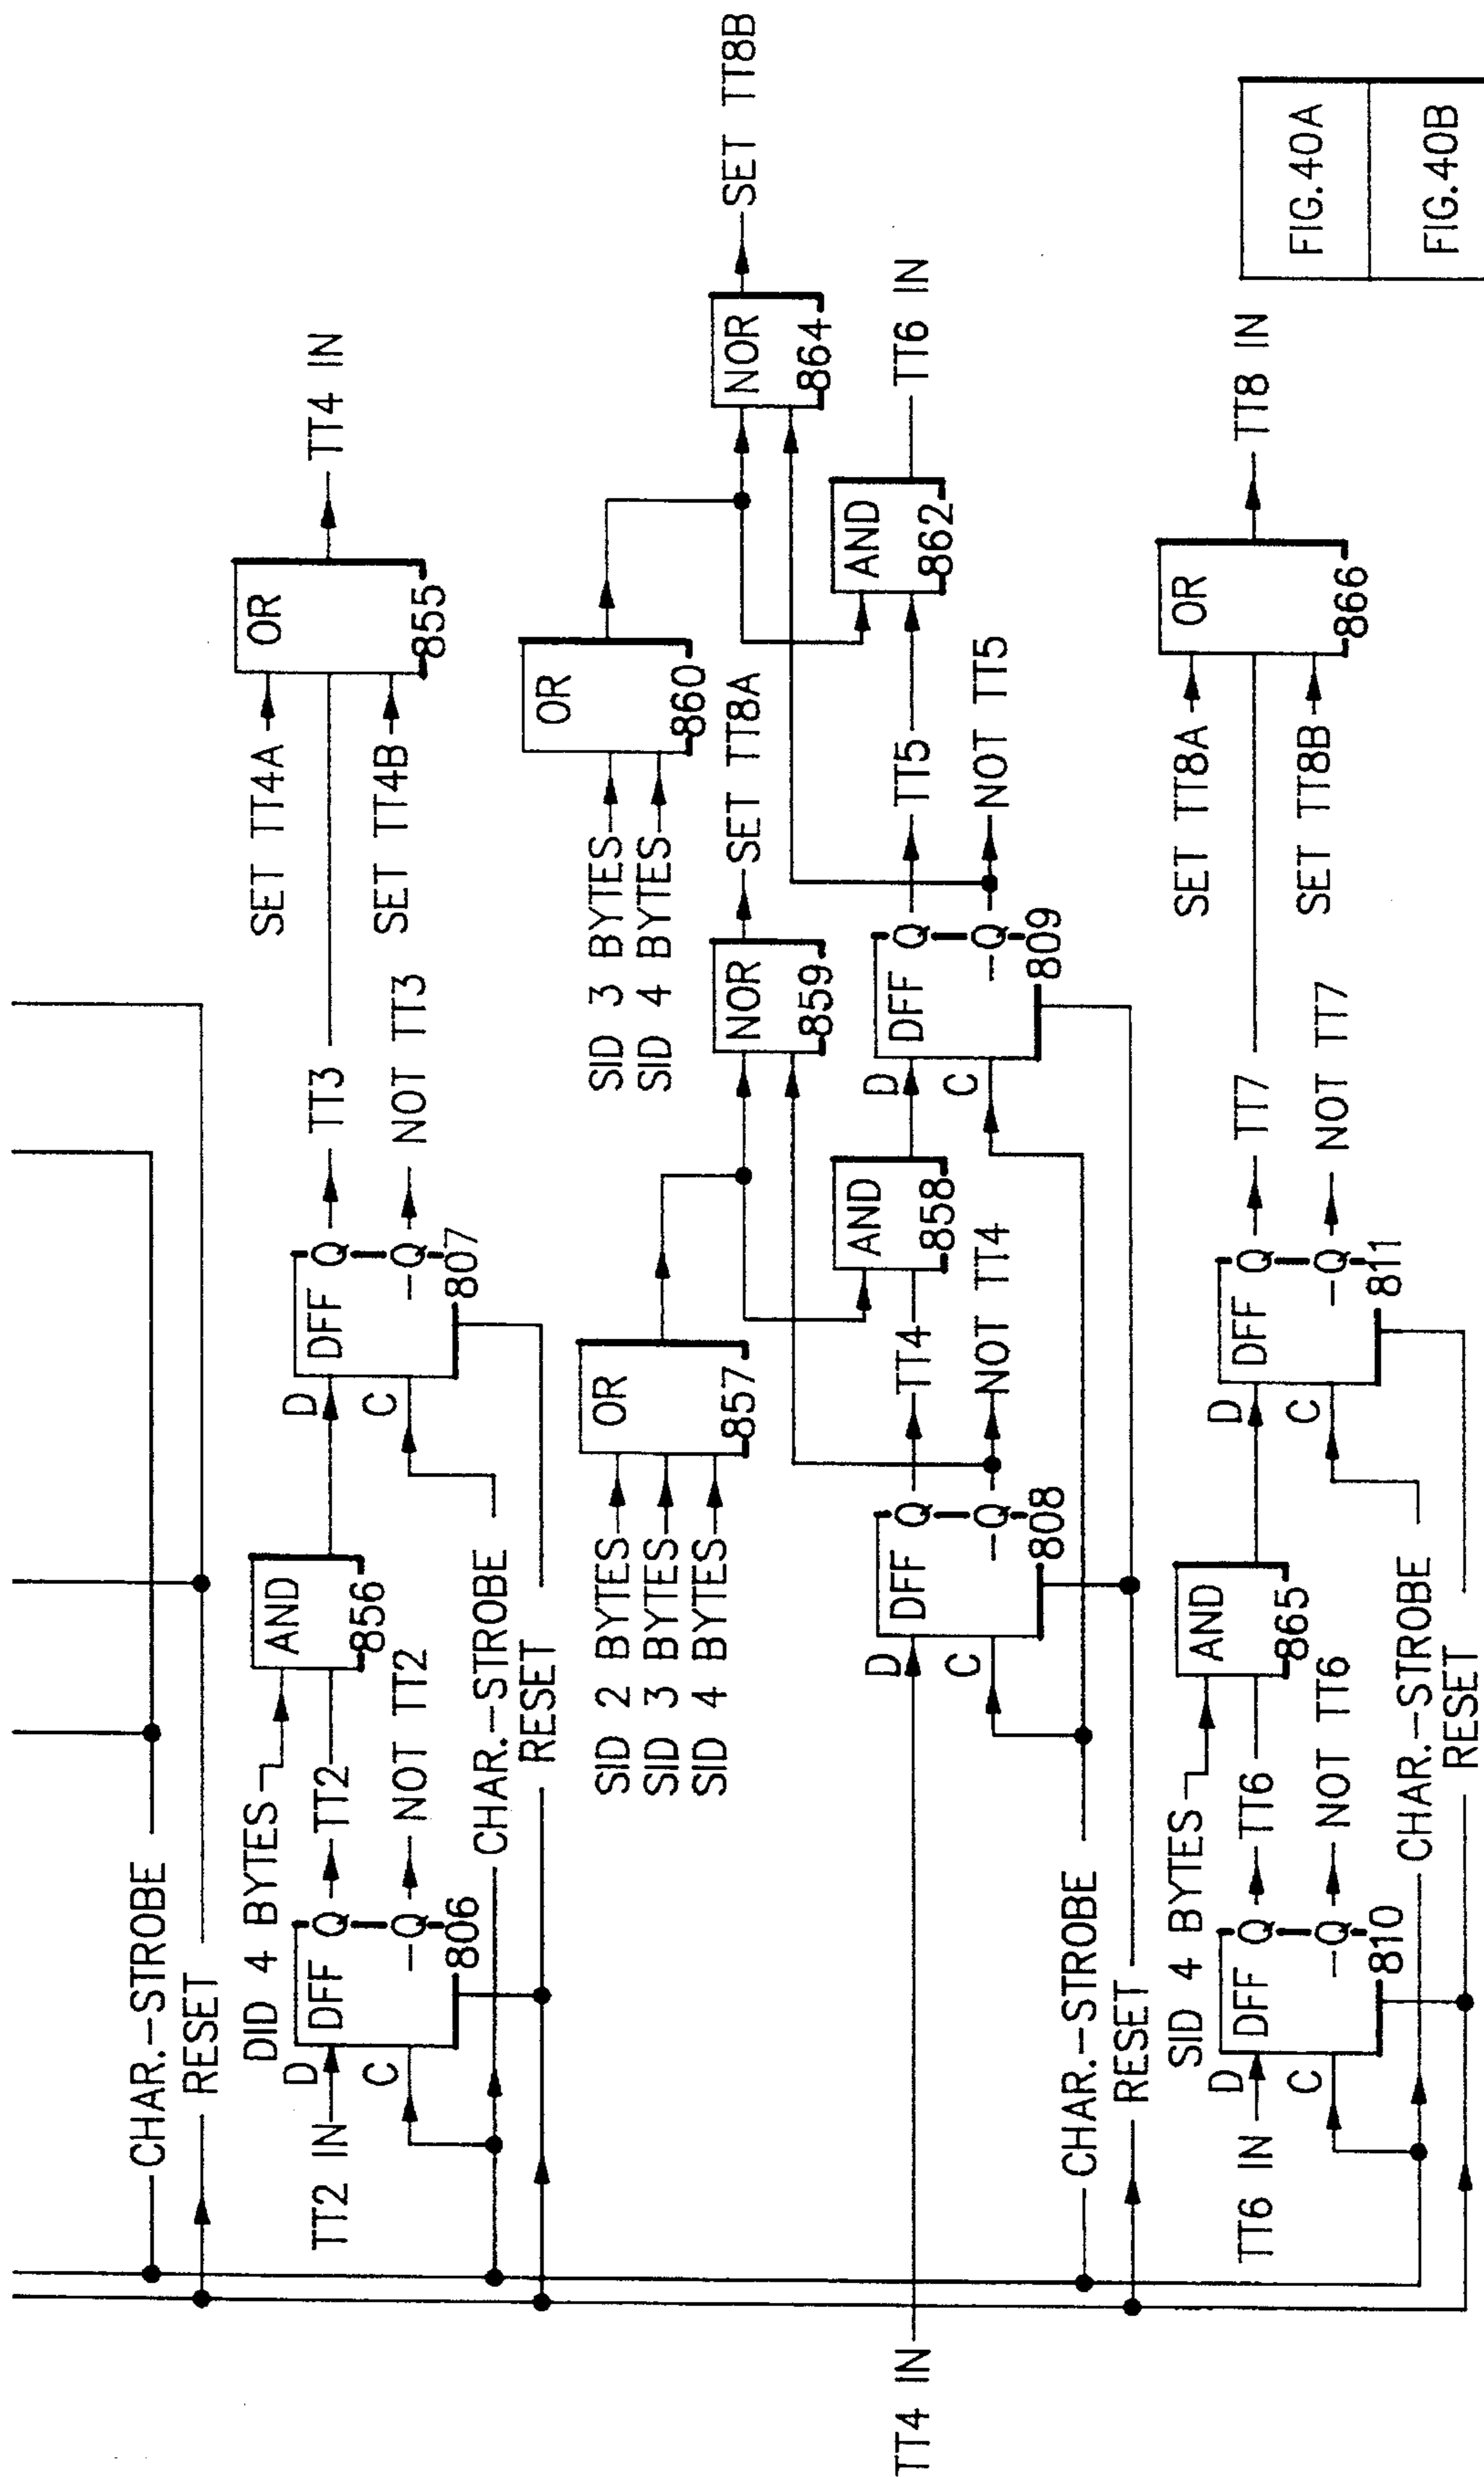 CHAR.-STROBE
RESET
DID 4 BYTES
TT2 IN
D
C
DFF
Q
-Q
806
TT2
NOT TT2
AND
856
D
C
DFF
Q
-Q
807
TT3
NOT TT3
SET TT4A
SET TT4B
OR
855
TT4 IN
CHAR.-STROBE
RESET
SID 2 BYTES
SID 3 BYTES
SID 4 BYTES
OR
857
NOR
859
SET TT8A
SID 3 BYTES
SID 4 BYTES
OR
860
NOR
864
SET TT8B
TT4 IN
D
C
DFF
Q
-Q
808
TT4
NOT TT4
AND
858
D
C
DFF
Q
-Q
809
TT5
NOT TT5
AND
862
TT6 IN
CHAR.-STROBE
RESET
SID 4 BYTES
TT6 IN
D
C
DFF
Q
-Q
810
TT6
NOT TT6
AND
865
D
C
DFF
Q
-Q
811
TT7
NOT TT7
SET TT8A
SET TT8B
OR
866
TT8 IN
CHAR.-STROBE
RESET
FIG.40A
FIG.40B